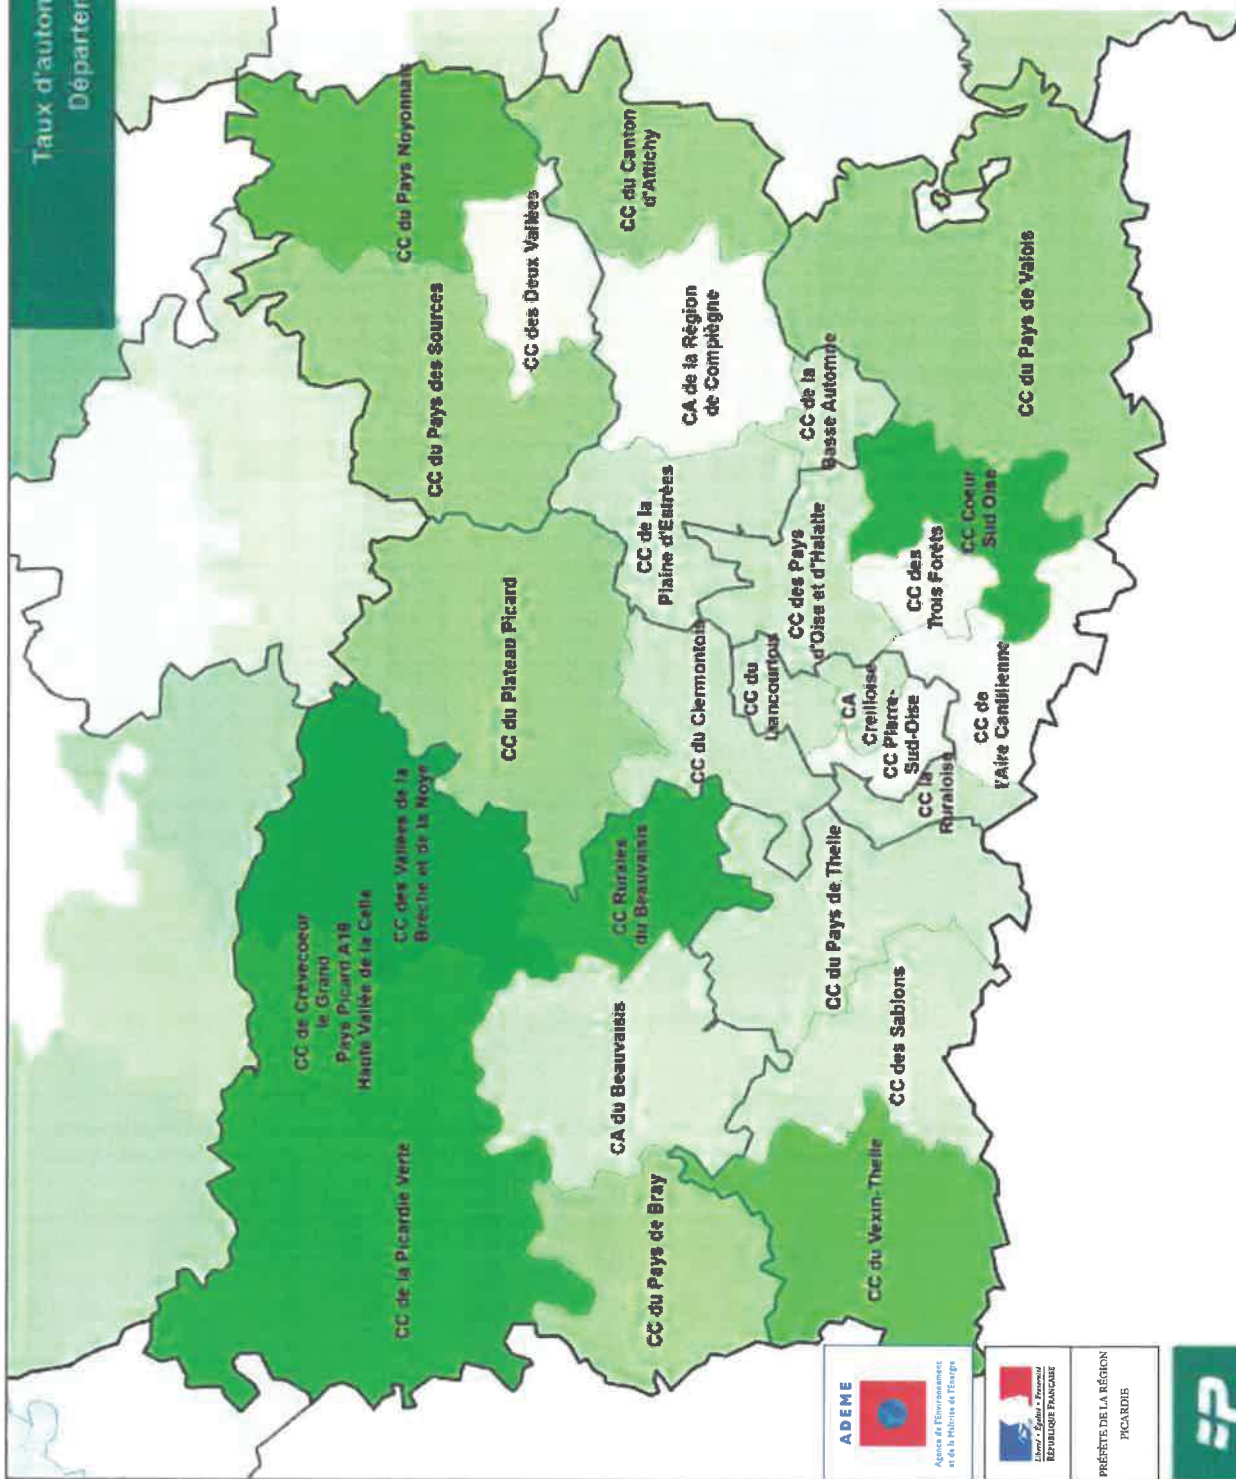 Taux d'auton
Départen
CC du Pays Noyonnais
CC du Pays des Sources
CC des Deux Vallées
CC du Canton
d'Attichy
CA de la Région
de Compiègne
CC du Plateau Picard
CC de la
Plaine d'Estrées
CC de la
Basse Automne
CC du Pays de Valois
CC des Pays
d'Oise et d'Halatte
CC Coeur
Sud Oise
CC des
Trois Forêts
CC du Clermontois
CC du
Liancourtois
CA
Creilloise
CC Pierre-
Sud-Oise
CC la
Ruraloise
CC de
l'Aire Cantilienne
CC de Crèvecoeur
le Grand
Pays Picard A16
Haute Vallée de la Celle
CC des Vallées de la
Brèche et de la Noye
CC Rurales
du Beauvaisis
CC du Pays de Thelle
CC de la Picardie Verte
CA du Beauvaisis
CC des Sablons
CC du Pays de Bray
CC du Vexin-Thelle
ADEME
Agence de l'Environnement
et de la Maîtrise de l'Energie
Liberté • Égalité • Fraternité
RÉPUBLIQUE FRANÇAISE
PRÉFÈTE DE LA RÉGION
PICARDIE